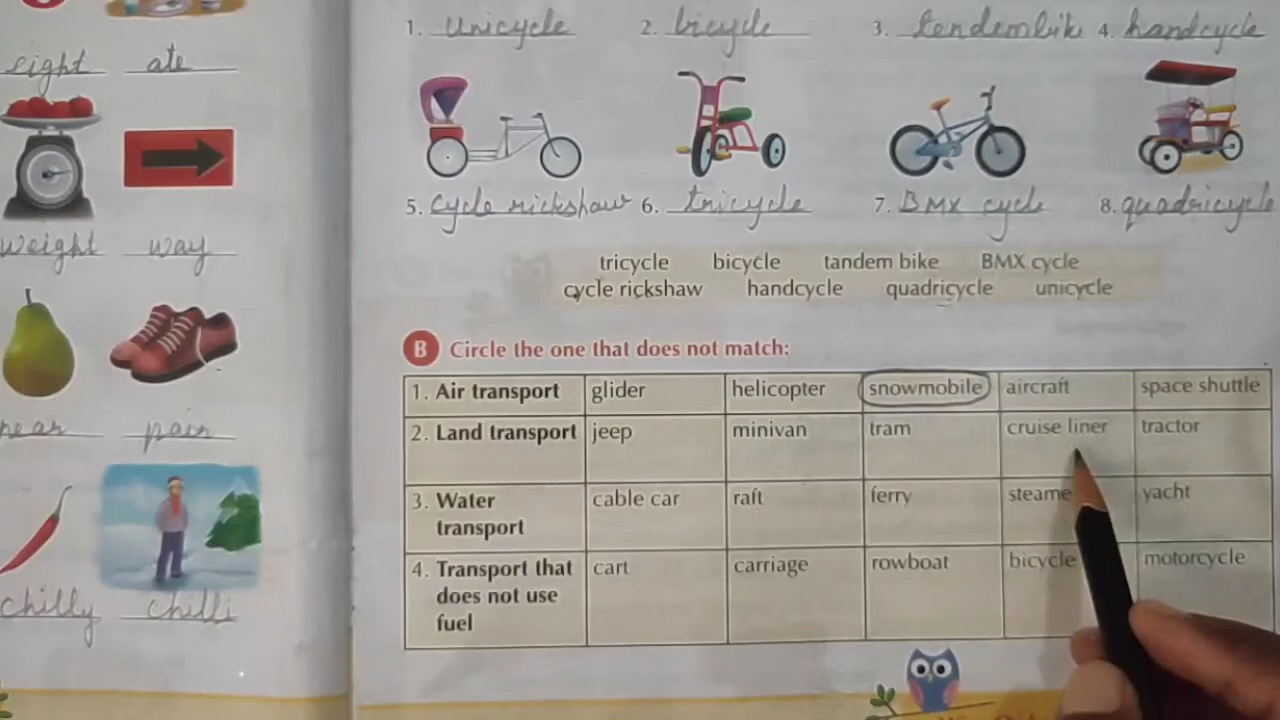 eight ate
weight way
pear pair
chilly chilli
1. unicycle 2. bicycle 3. tendembike 4. handcycle
5. cycle rickshaw 6. tricycle 7. BMX cycle 8. quadricycle
tricycle bicycle tandem bike BMX cycle
cycle rickshaw handcycle quadricycle unicycle
B Circle the one that does not match:
1. Air transport glider helicopter snowmobile aircraft space shuttle
2. Land transport jeep minivan tram cruise liner tractor
3. Water cable car raft ferry steame yacht
transport
4. Transport that cart carriage rowboat bicycle motorcycle
does not use
fuel